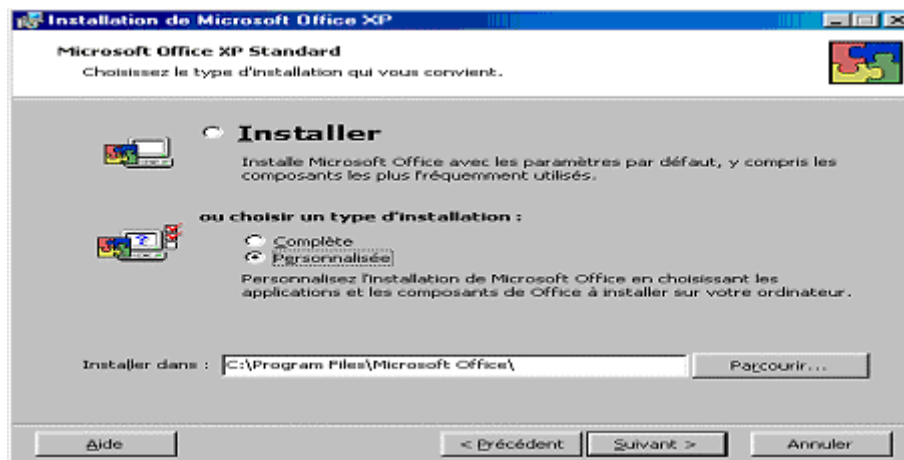 Installation de Microsoft Office XP
Microsoft Office XP Standard
Choisissez le type d'installation qui vous convient.
Installer
Installe Microsoft Office avec les paramètres par défaut, y compris les
composants les plus fréquemment utilisés.
ou choisir un type d'installation :
Complète
Personnalisée
Personnalisez l'installation de Microsoft Office en choisissant les
applications et les composants de Office à installer sur votre ordinateur.
Installer dans : C:\Program Files\Microsoft Office\ Parcourir...
Aide < Précédent Suivant > Annuler